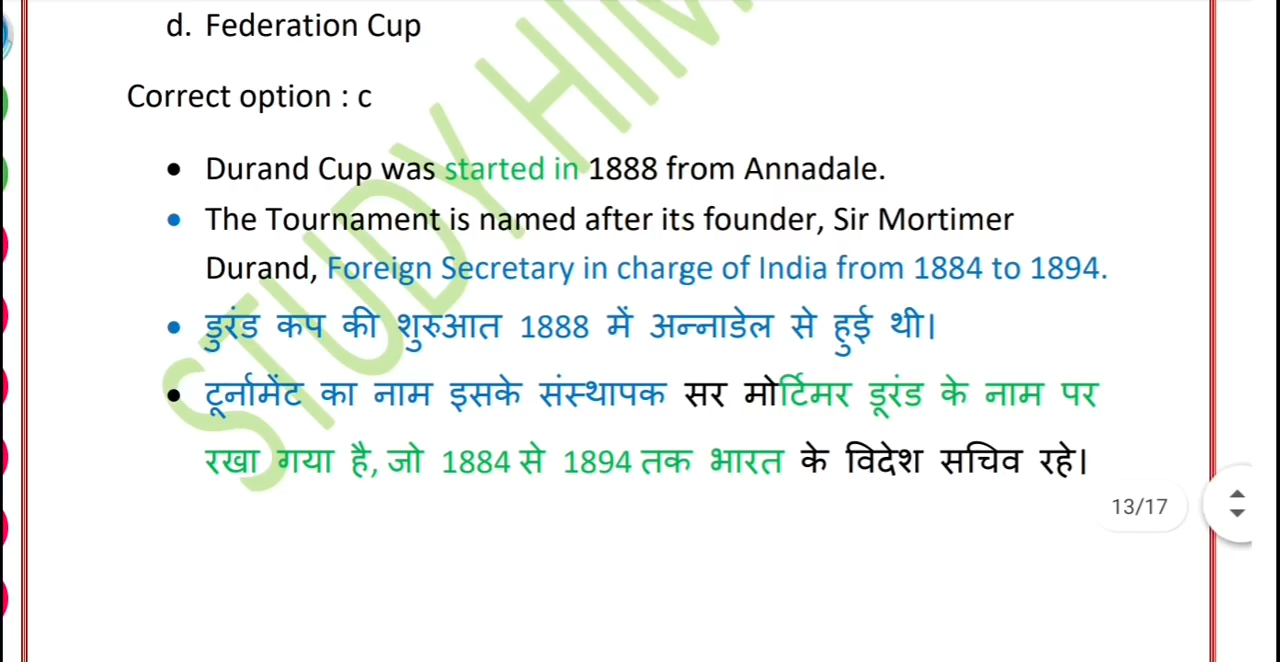 d. Federation Cup
Correct option : c
• Durand Cup was started in 1888 from Annadale.
• The Tournament is named after its founder, Sir Mortimer
Durand, Foreign Secretary in charge of India from 1884 to 1894.
• डुरंड कप की शुरुआत 1888 में अन्नाडेल से हुई थी।
• टूर्नामेंट का नाम इसके संस्थापक सर मोर्टिमर डूरंड के नाम पर
रखा गया है, जो 1884 से 1894 तक भारत के विदेश सचिव रहे।
13/17
STUDY HIM